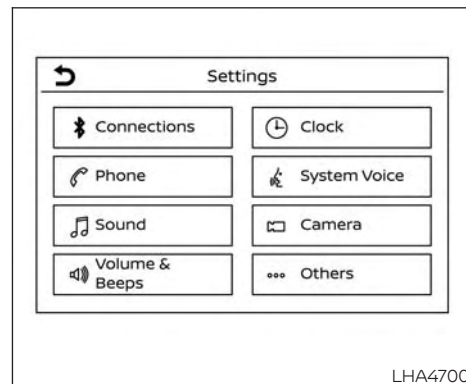 Settings
Connections
Clock
Phone
System Voice
Sound
Camera
Volume &
Beeps
Others
LHA4700